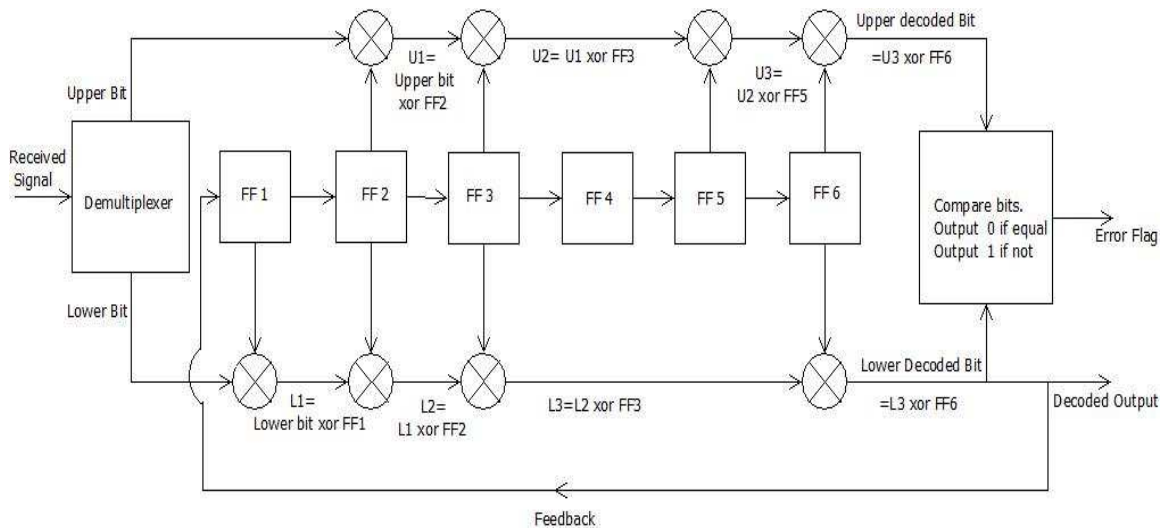 Upper decoded Bit
U1=
Upper bit
xor FF2
U2= U1 xor FF3
U3=
U2 xor FF5
=U3 xor FF6
Upper Bit
Received
Signal
Demultiplexer
FF 1
FF 2
FF 3
FF 4
FF 5
FF 6
Compare bits.
Output 0 if equal
Output 1 if not
Error Flag
Lower Bit
L1=
Lower bit xor FF1
L2=
L1 xor FF2
L3=L2 xor FF3
Lower Decoded Bit
=L3 xor FF6
Decoded Output
Feedback